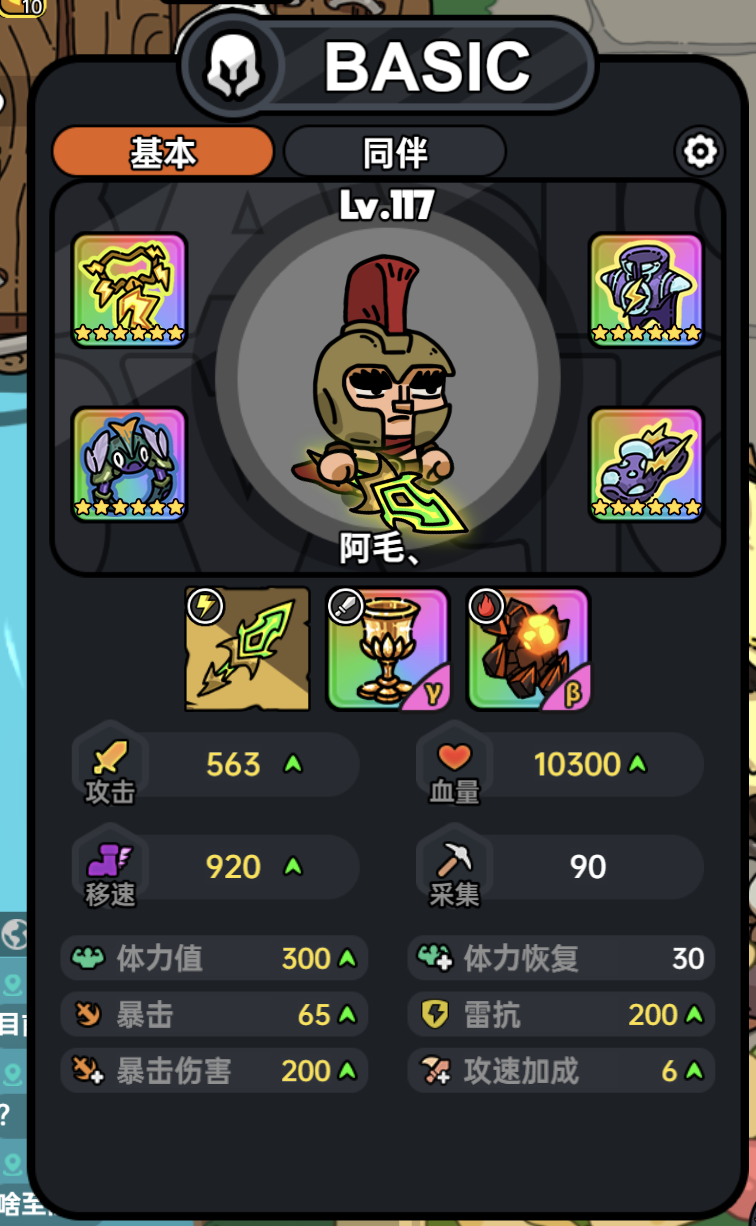 10
BASIC
基本
同伴
Lv.117
阿毛、
γ
β
563
攻击
10300
血量
920
移速
90
采集
体力值 300
体力恢复 30
暴击 65
雷抗 200
暴击伤害 200
攻速加成 6
?
啥至